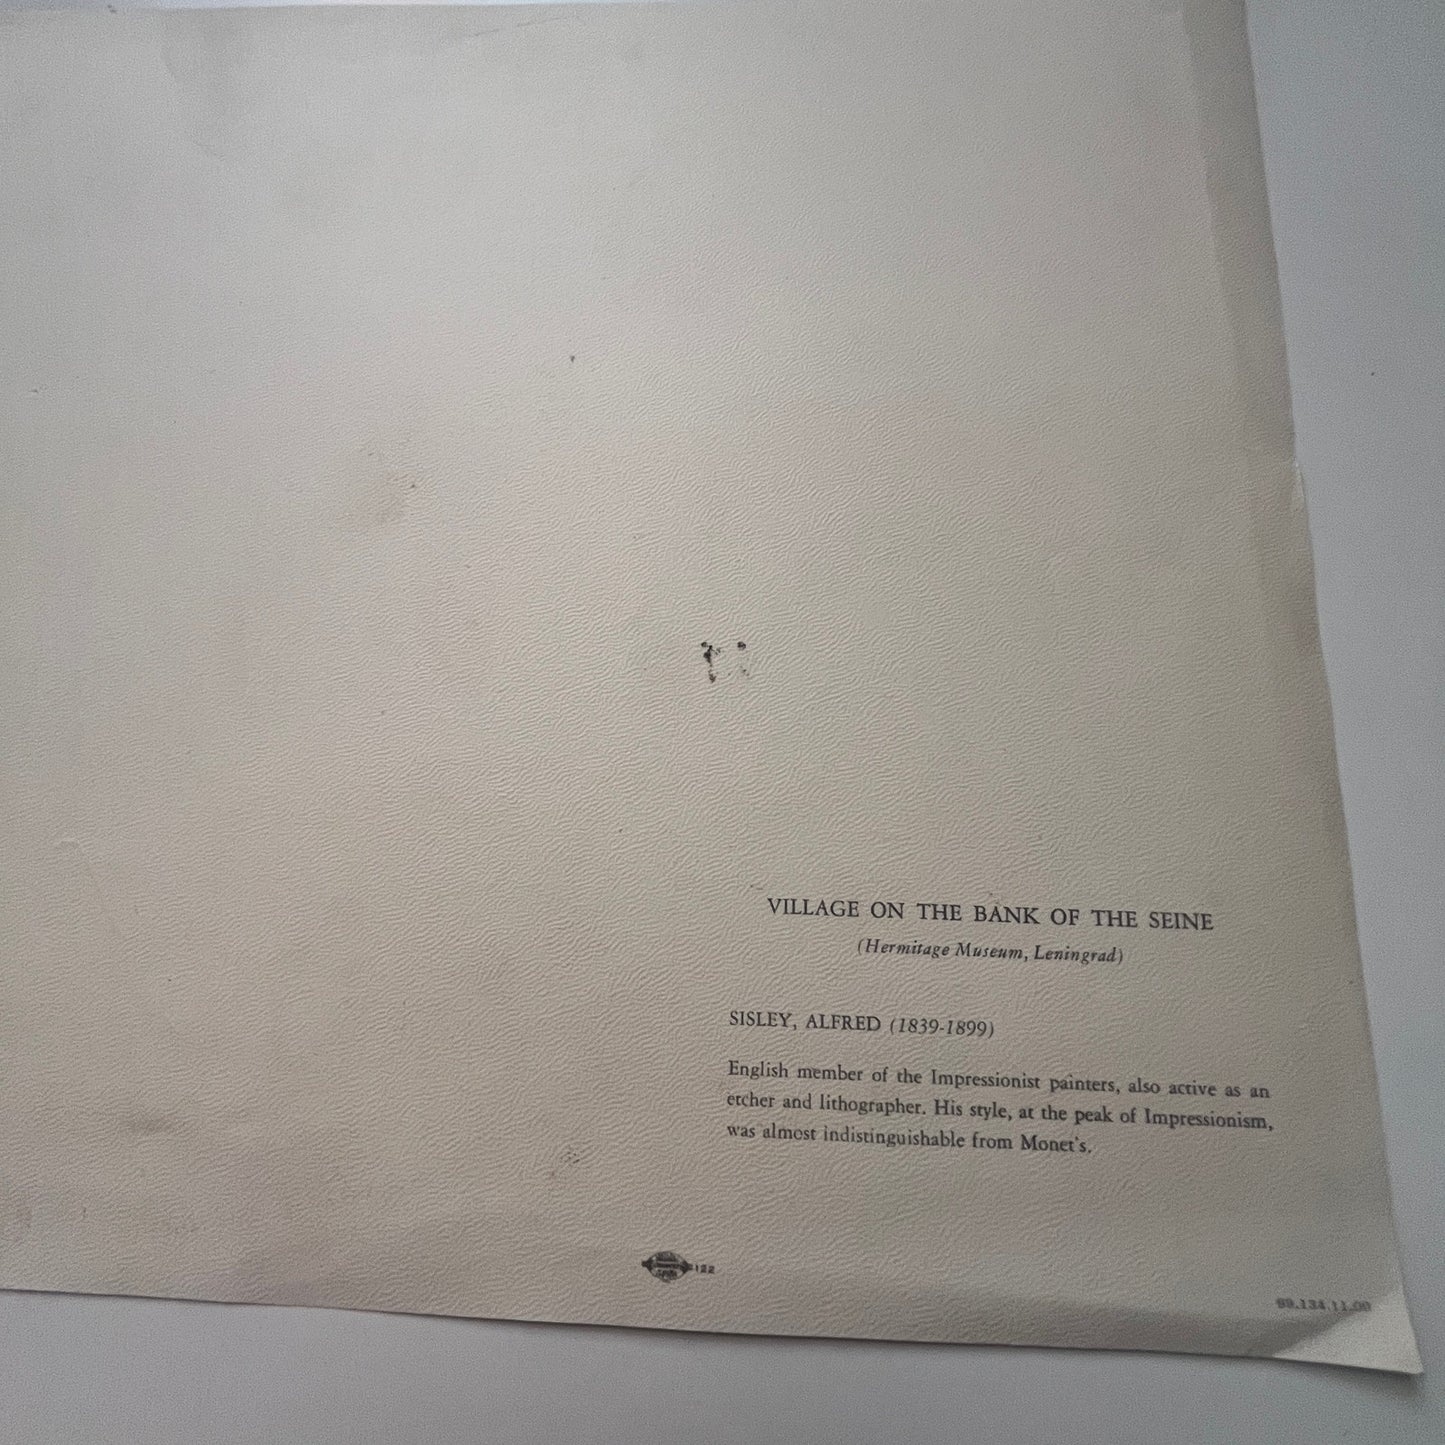 VILLAGE ON THE BANK OF THE SEINE
(Hermitage Museum, Leningrad)
SISLEY, ALFRED (1839-1899)
English member of the Impressionist painters, also active as an
etcher and lithographer. His style, at the peak of Impressionism,
was almost indistinguishable from Monet's.
122